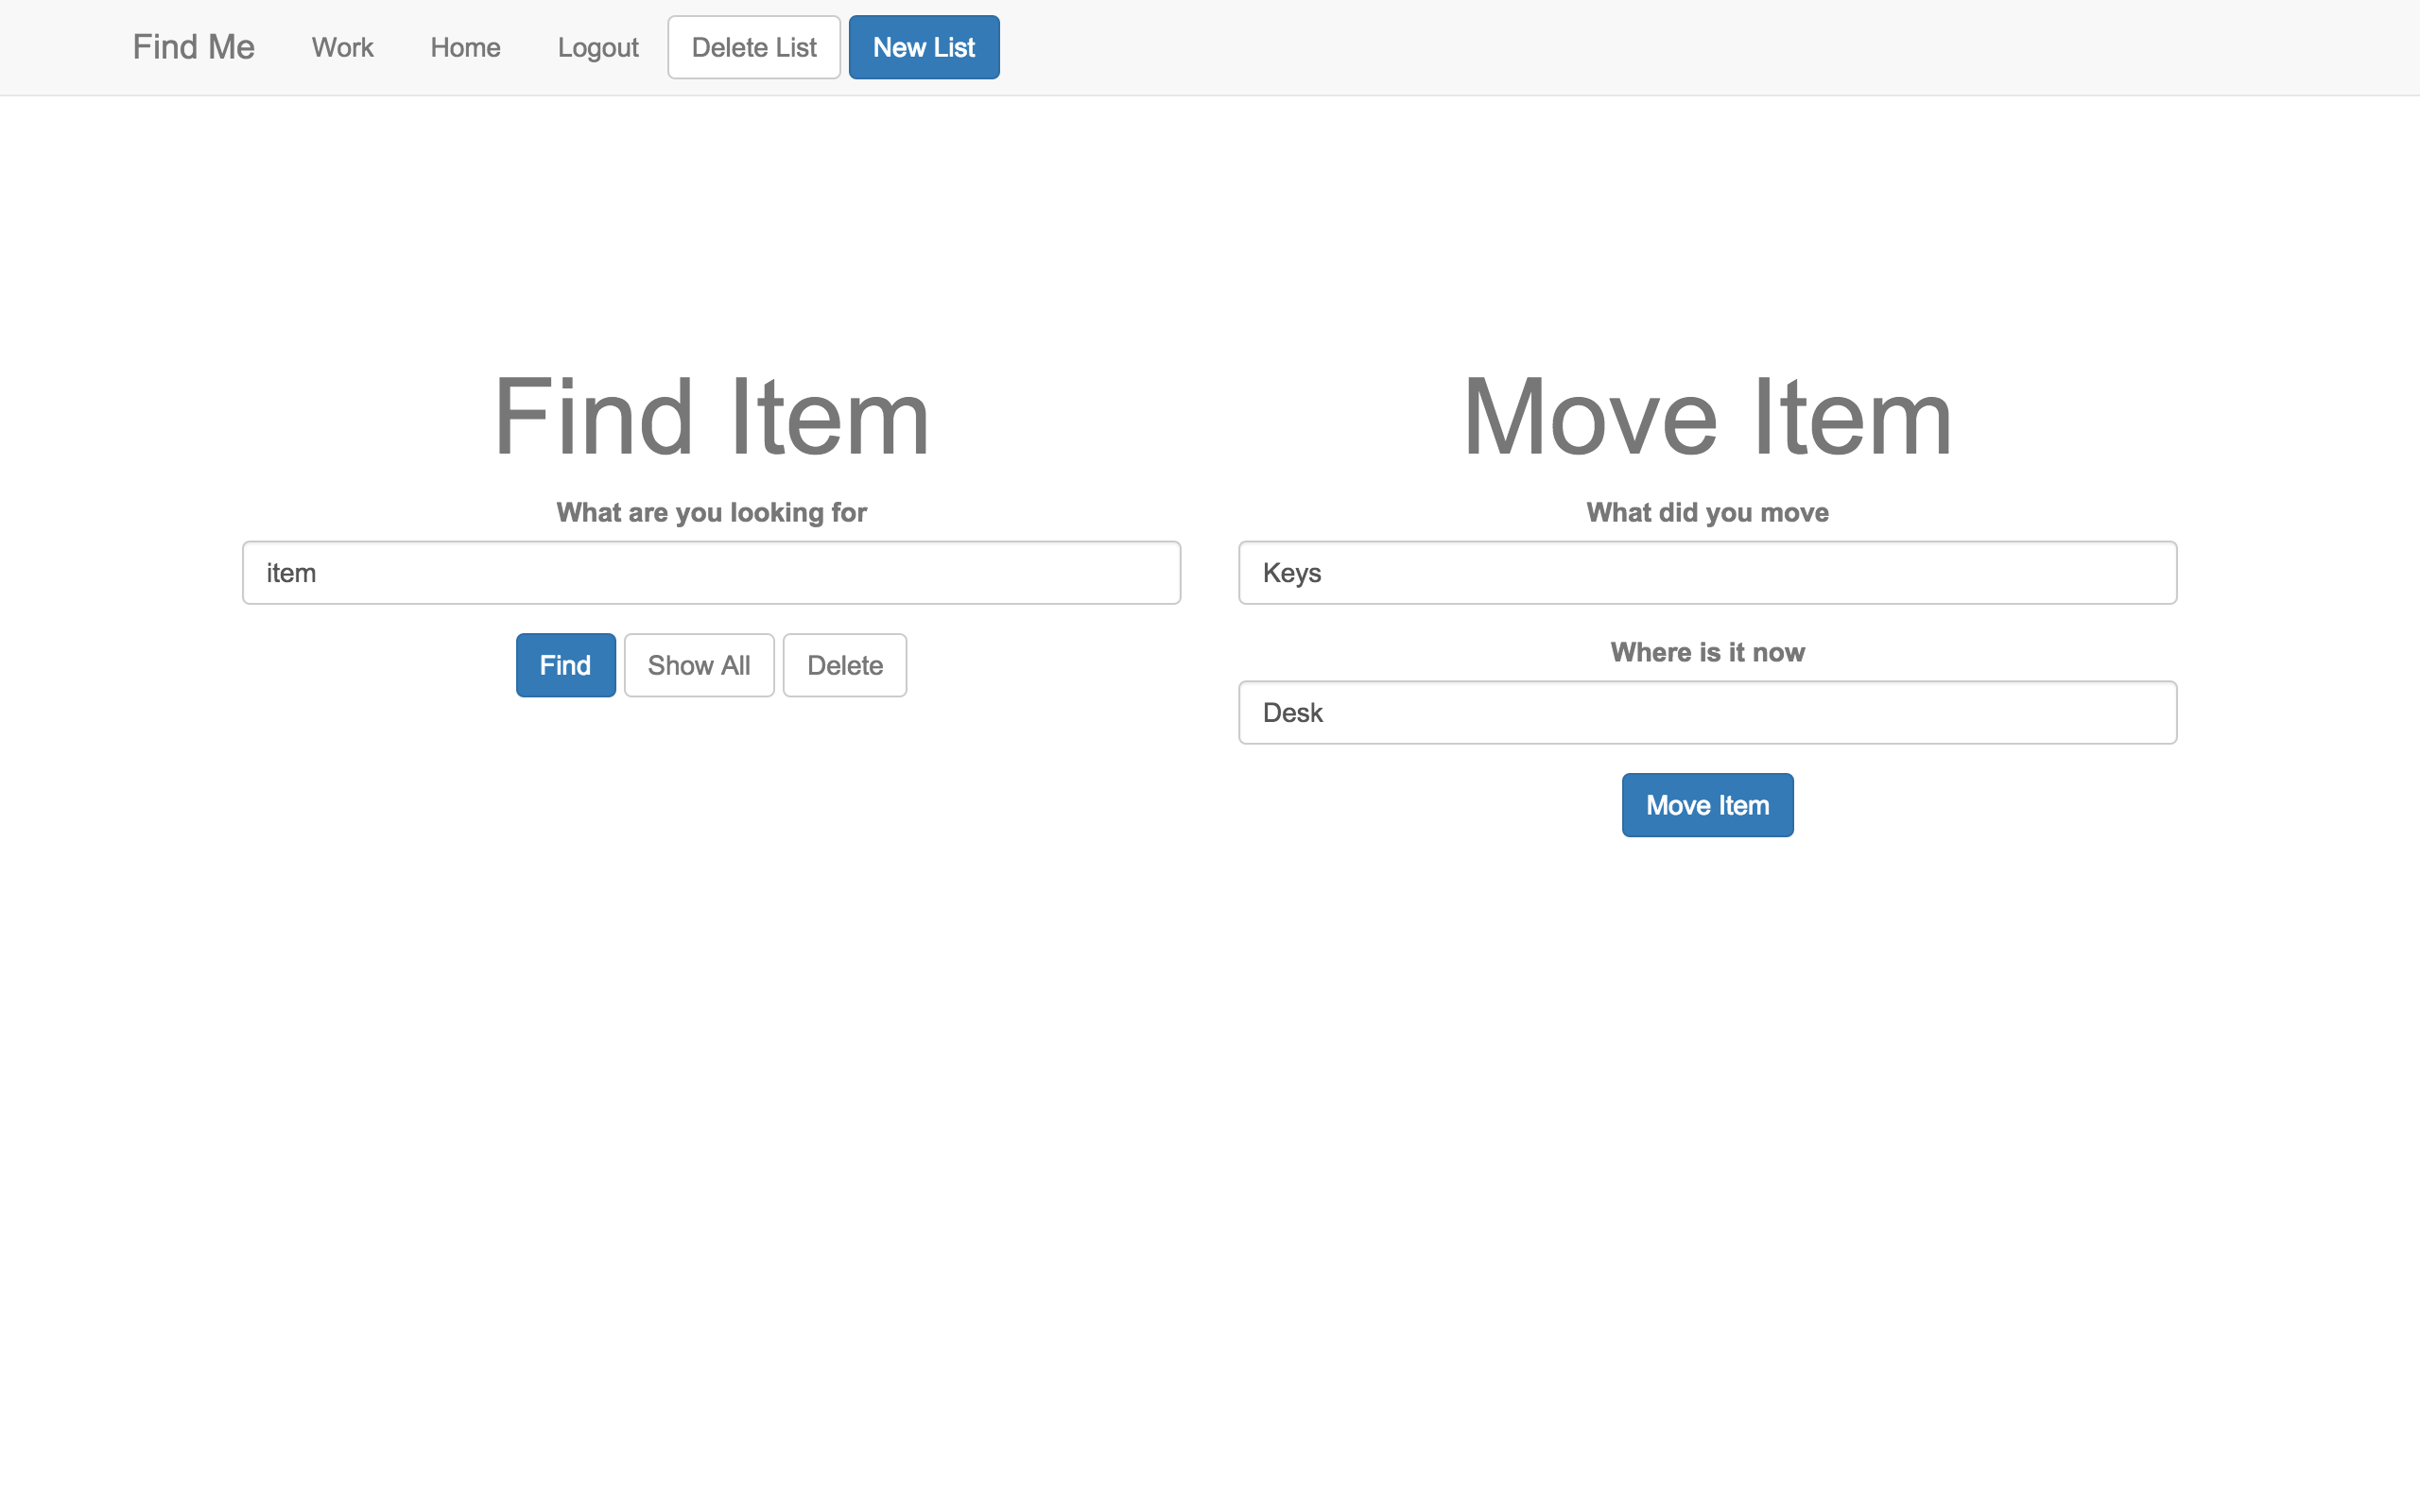 Find Me Work Home Logout Delete List New List
Find Item
What are you looking for
item
Find Show All Delete
Move Item
What did you move
Keys
Where is it now
Desk
Move Item